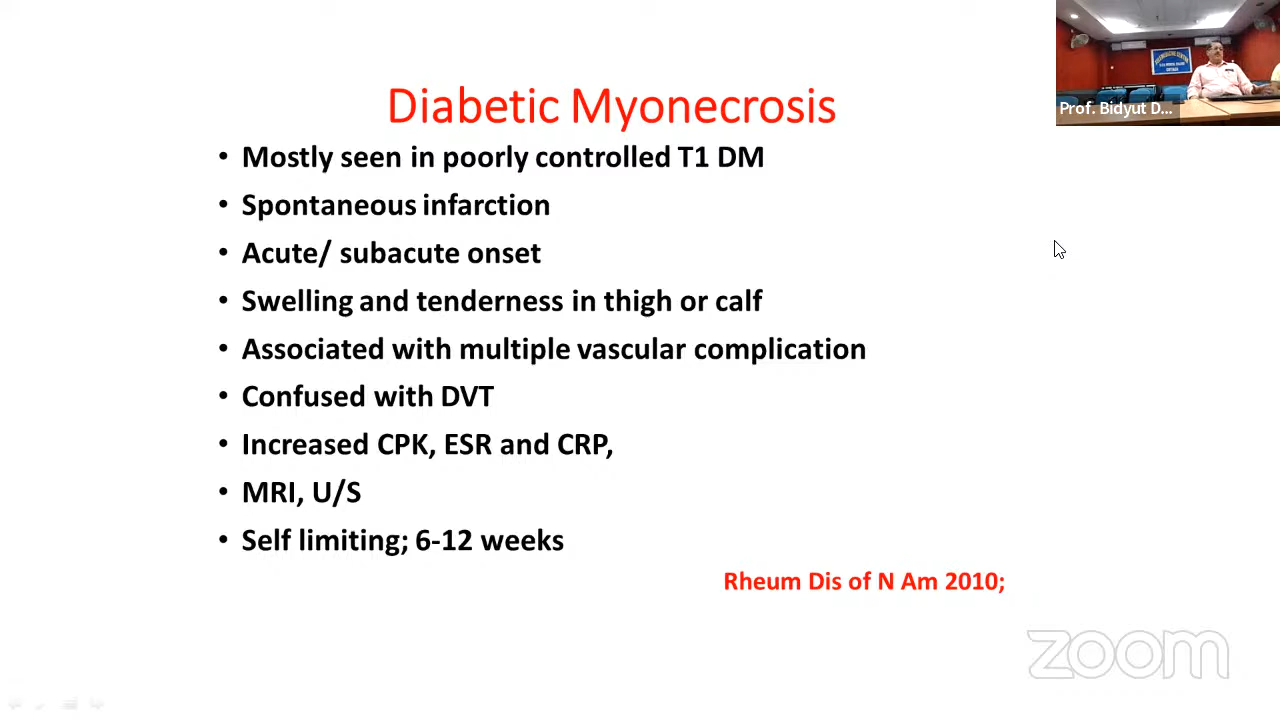 Diabetic Myonecrosis
• Mostly seen in poorly controlled T1 DM
• Spontaneous infarction
• Acute/ subacute onset
• Swelling and tenderness in thigh or calf
• Associated with multiple vascular complication
• Confused with DVT
• Increased CPK, ESR and CRP,
• MRI, U/S
• Self limiting; 6-12 weeks
Rheum Dis of N Am 2010;
Prof. Bidyut D...
zoom